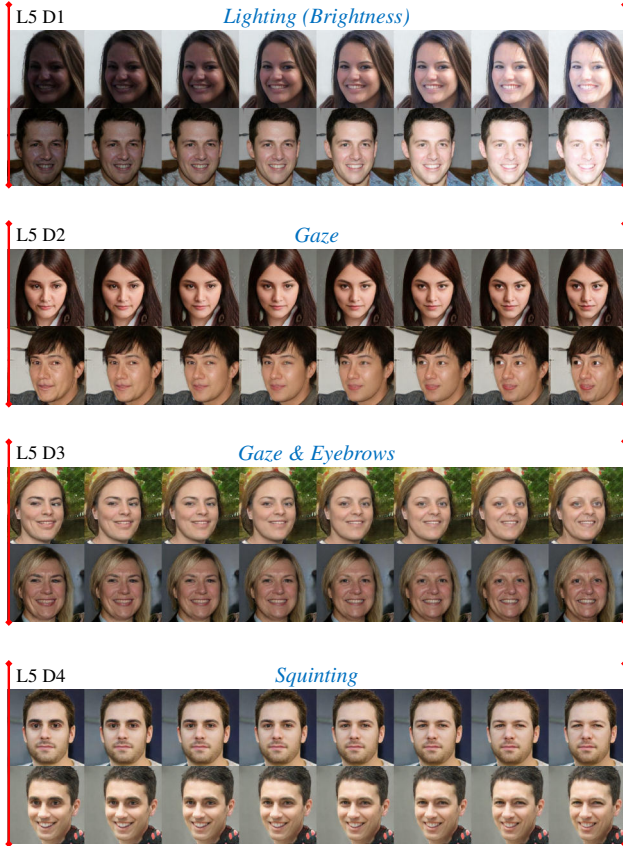 L5 D1
Lighting (Brightness)
L5 D2
Gaze
L5 D3
Gaze & Eyebrows
L5 D4
Squinting